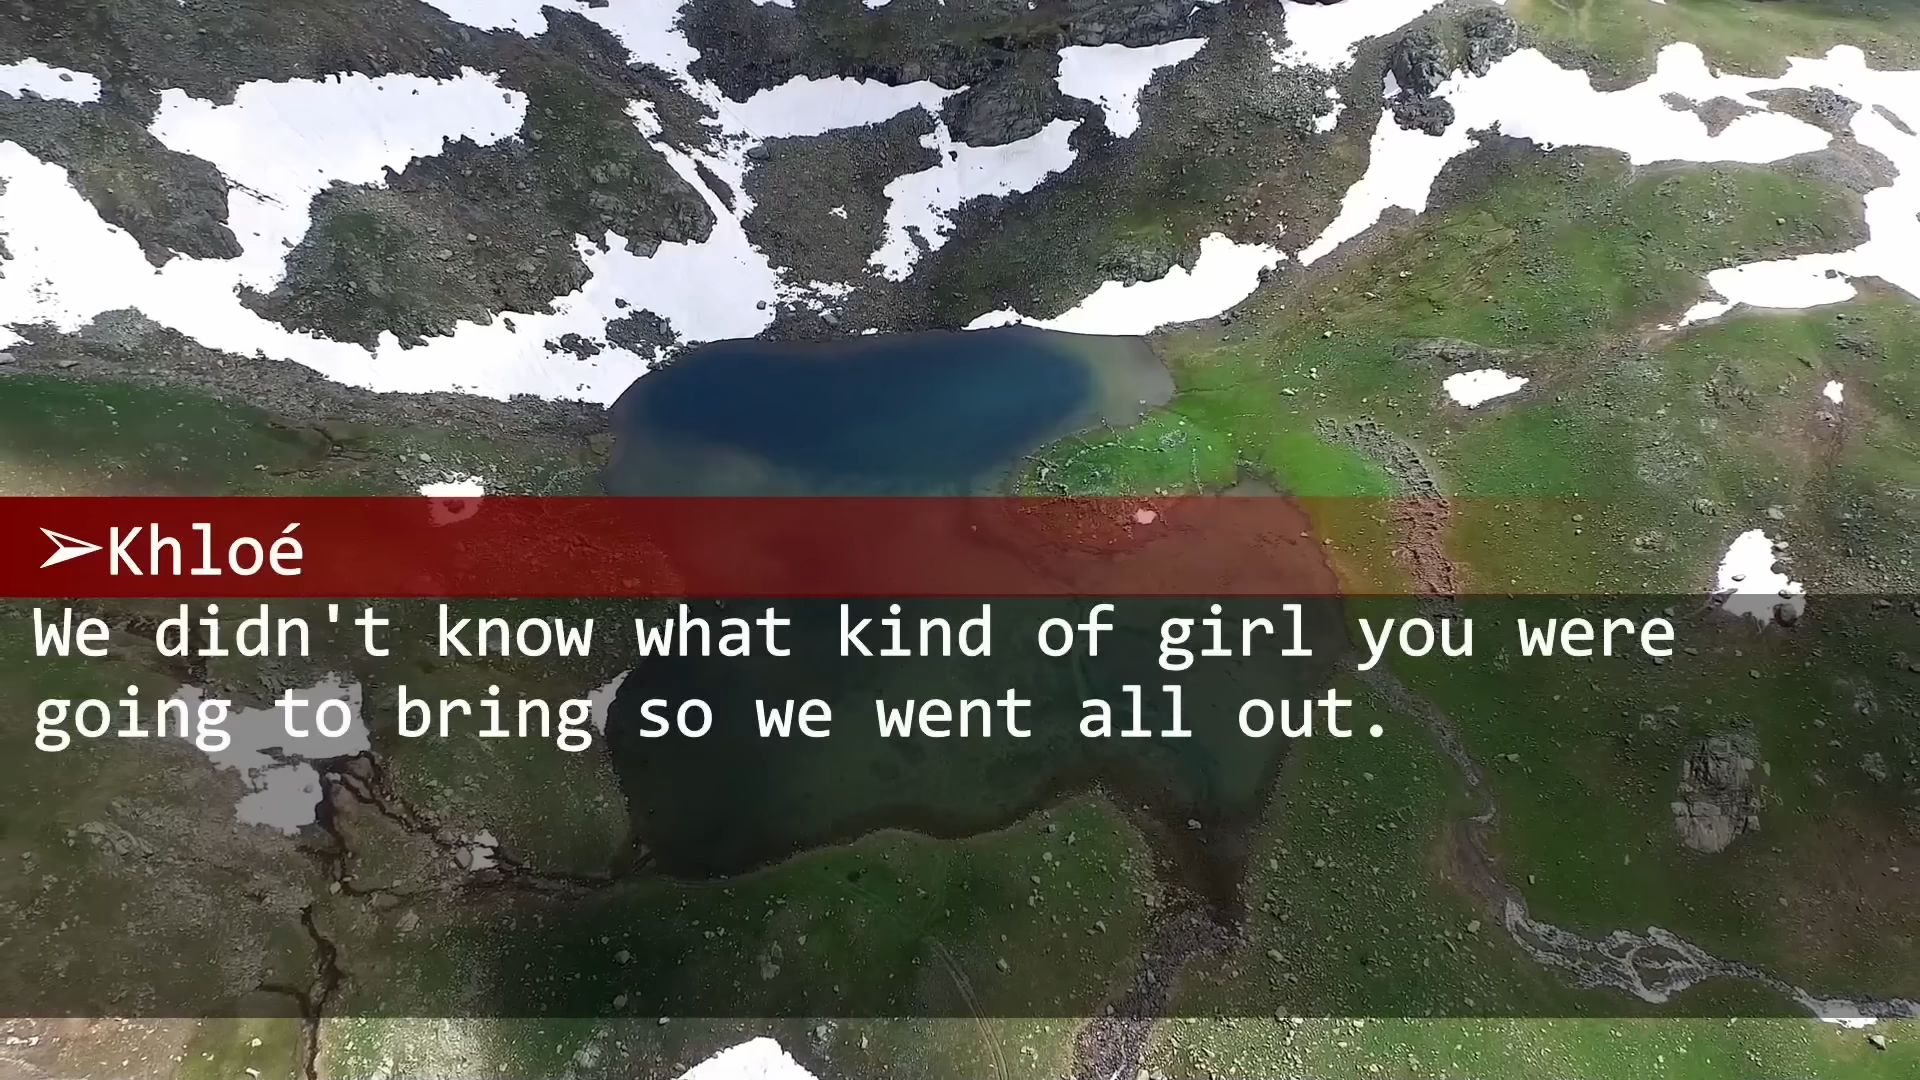 ➢Khloé
We didn't know what kind of girl you were
going to bring so we went all out.